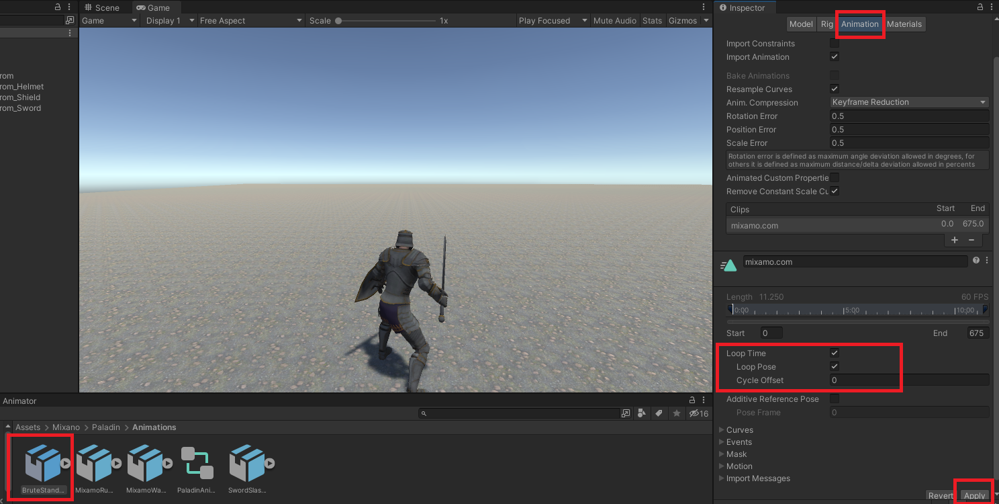 Scene
Game
Game
Display 1
Free Aspect
Scale
1x
Play Focused
Mute Audio
Stats
Gizmos
rom
rom_Helmet
rom_Shield
rom_Sword
Inspector
Model
Rig
Animation
Materials
Import Constraints
Import Animation
Bake Animations
Resample Curves
Anim. Compression
Keyframe Reduction
Rotation Error
0.5
Position Error
0.5
Scale Error
0.5
Rotation error is defined as maximum angle deviation allowed in degrees, for
others it is defined as maximum distance/delta deviation allowed in percents
Animated Custom Propertie
Remove Constant Scale Cu
Clips
Start
End
mixamo.com
0.0
675.0
mixamo.com
Length 11.250
60 FPS
0:00
5:00
10:00
Start
0
End
675
Loop Time
Loop Pose
Cycle Offset
0
Additive Reference Pose
Pose Frame
0
Curves
Events
Mask
Motion
Import Messages
Revert
Apply
Animator
16
Assets > Mixano > Paladin > Animations
BruteStand...
MixamoRu...
MixamoWa...
PaladinAni...
SwordSlas...